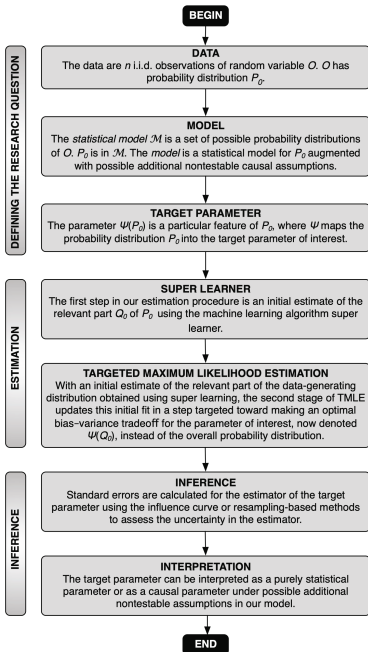 BEGIN
DEFINING THE RESEARCH QUESTION
DATA
The data are n i.i.d. observations of random variable O. O has
probability distribution P0.
MODEL
The statistical model ℳ is a set of possible probability distributions
of O. P0 is in ℳ. The model is a statistical model for P0 augmented
with possible additional nontestable causal assumptions.
TARGET PARAMETER
The parameter Ψ(P0) is a particular feature of P0, where Ψ maps the
probability distribution P0 into the target parameter of interest.
ESTIMATION
SUPER LEARNER
The first step in our estimation procedure is an initial estimate of the
relevant part Q0 of P0 using the machine learning algorithm super
learner.
TARGETED MAXIMUM LIKELIHOOD ESTIMATION
With an initial estimate of the relevant part of the data-generating
distribution obtained using super learning, the second stage of TMLE
updates this initial fit in a step targeted toward making an optimal
bias–variance tradeoff for the parameter of interest, now denoted
Ψ(Q0), instead of the overall probability distribution.
INFERENCE
INFERENCE
Standard errors are calculated for the estimator of the target
parameter using the influence curve or resampling-based methods
to assess the uncertainty in the estimator.
INTERPRETATION
The target parameter can be interpreted as a purely statistical
parameter or as a causal parameter under possible additional
nontestable assumptions in our model.
END